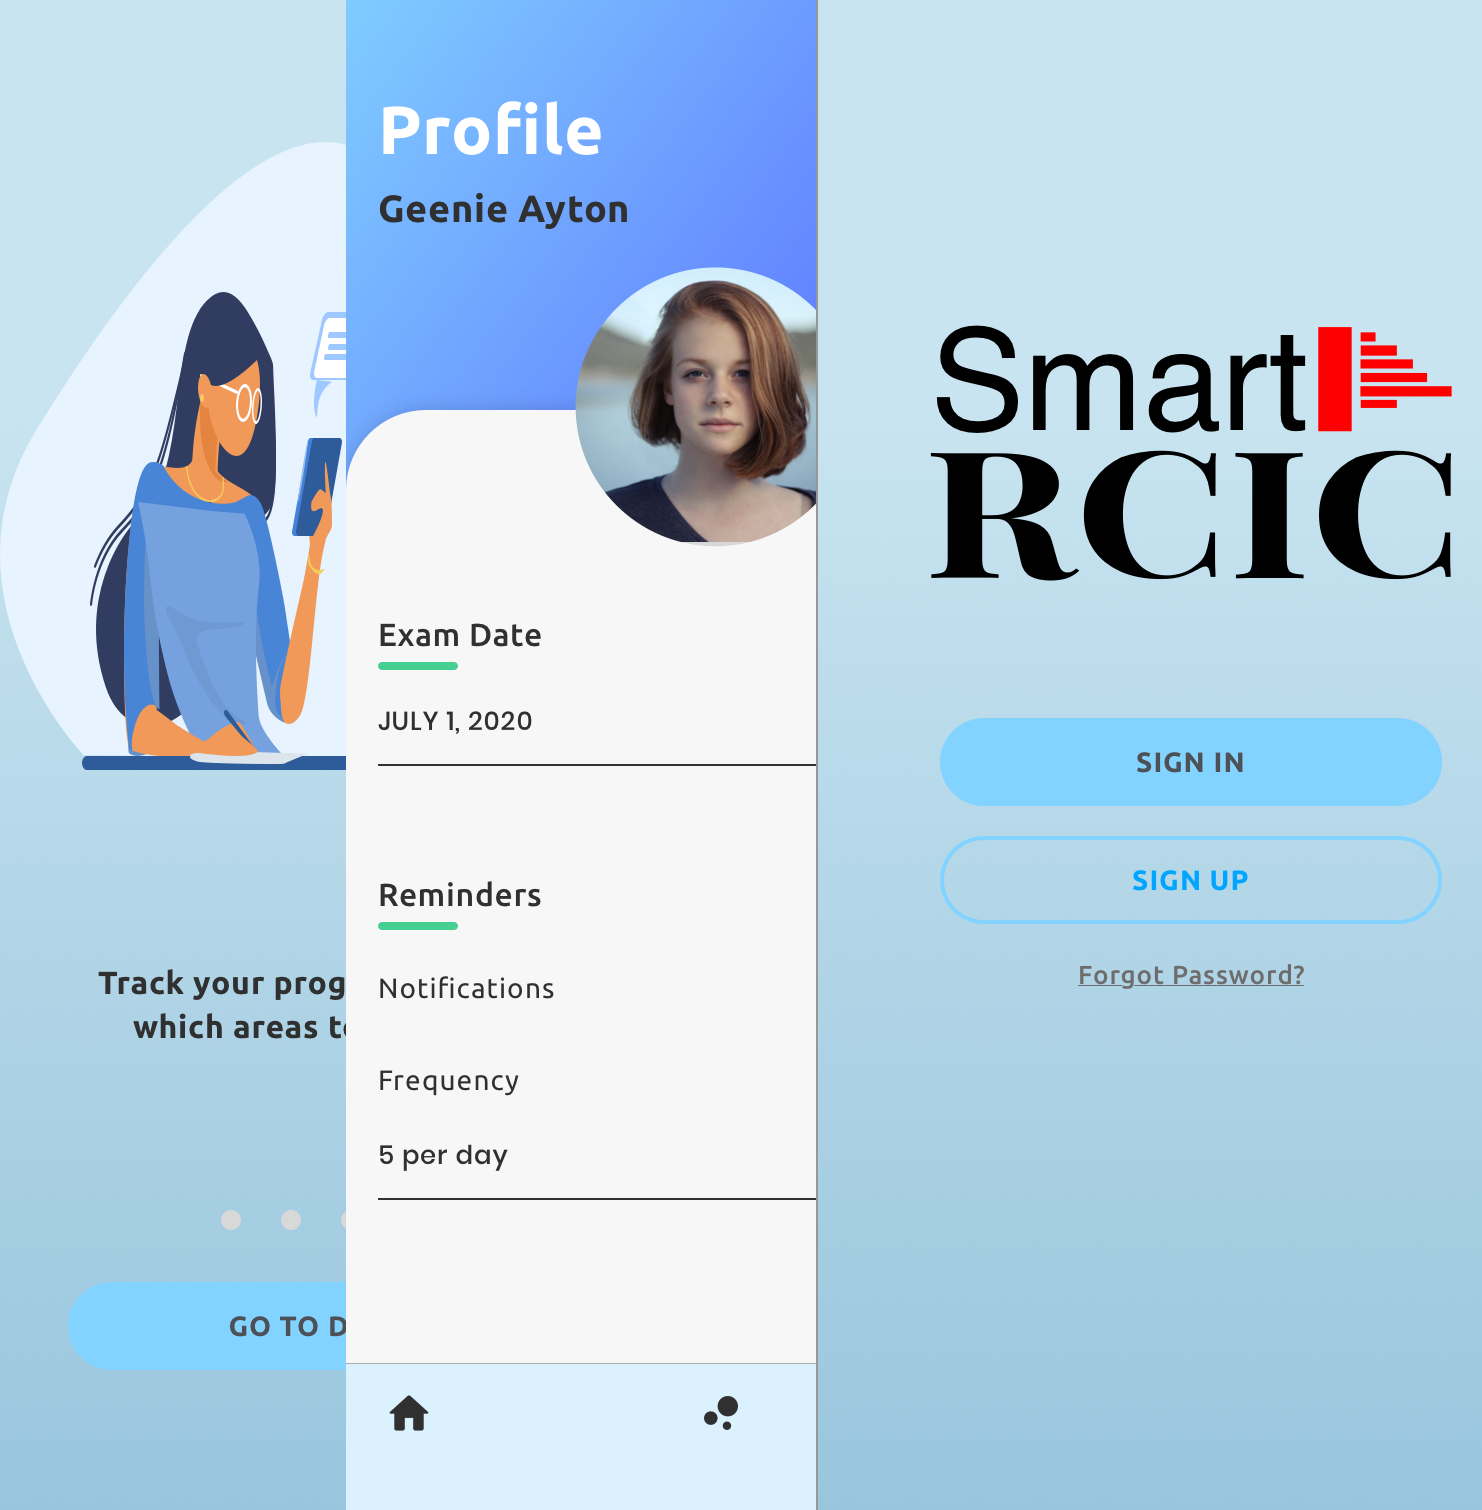 Track your prog
which areas to
GO TO D
Profile
Geenie Ayton
Exam Date
JULY 1, 2020
Reminders
Notifications
Frequency
5 per day
Smart
RCIC
SIGN IN
SIGN UP
Forgot Password?